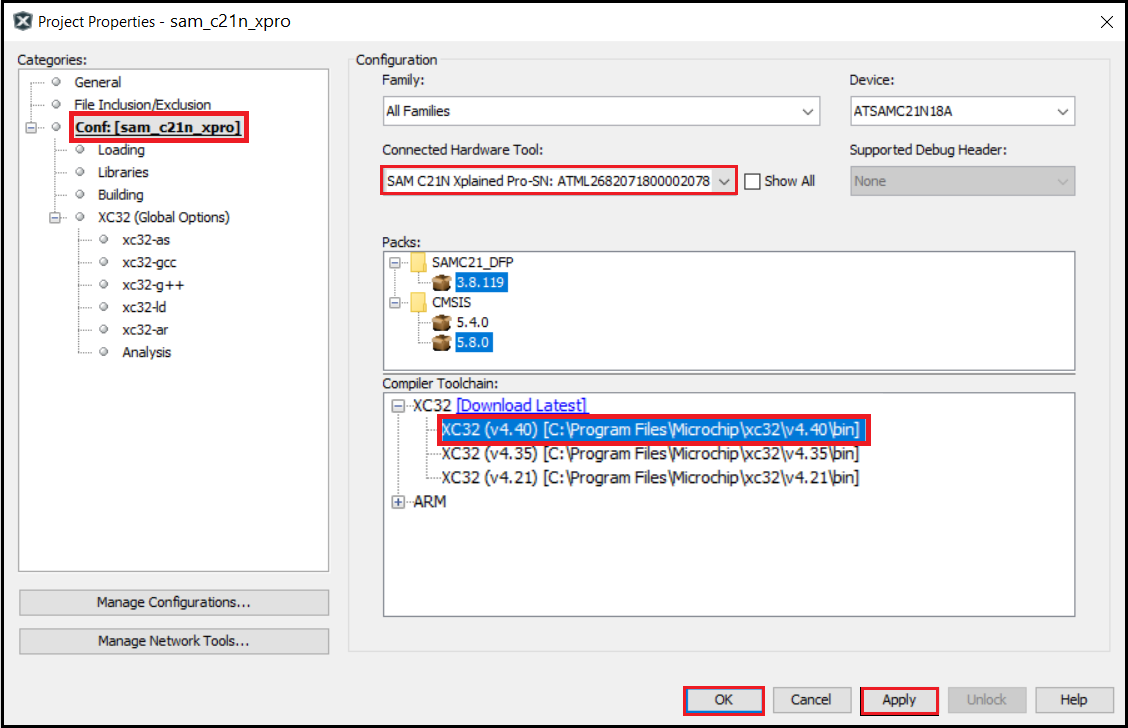 Project Properties - sam_c21n_xpro
Categories:
General
File Inclusion/Exclusion
Conf: [sam_c21n_xpro]
Loading
Libraries
Building
XC32 (Global Options)
xc32-as
xc32-gcc
xc32-g++
xc32-ld
xc32-ar
Analysis
Manage Configurations...
Manage Network Tools...
Configuration
Family:
All Families
Device:
ATSAMC21N18A
Connected Hardware Tool:
SAM C21N Xplained Pro-SN: ATML2682071800002078
Show All
Supported Debug Header:
None
Packs:
SAMC21_DFP
3.8.119
CMSIS
5.4.0
5.8.0
Compiler Toolchain:
XC32 [Download Latest]
XC32 (v4.40) [C:\Program Files\Microchip\xc32\v4.40\bin]
XC32 (v4.35) [C:\Program Files\Microchip\xc32\v4.35\bin]
XC32 (v4.21) [C:\Program Files\Microchip\xc32\v4.21\bin]
ARM
OK
Cancel
Apply
Unlock
Help